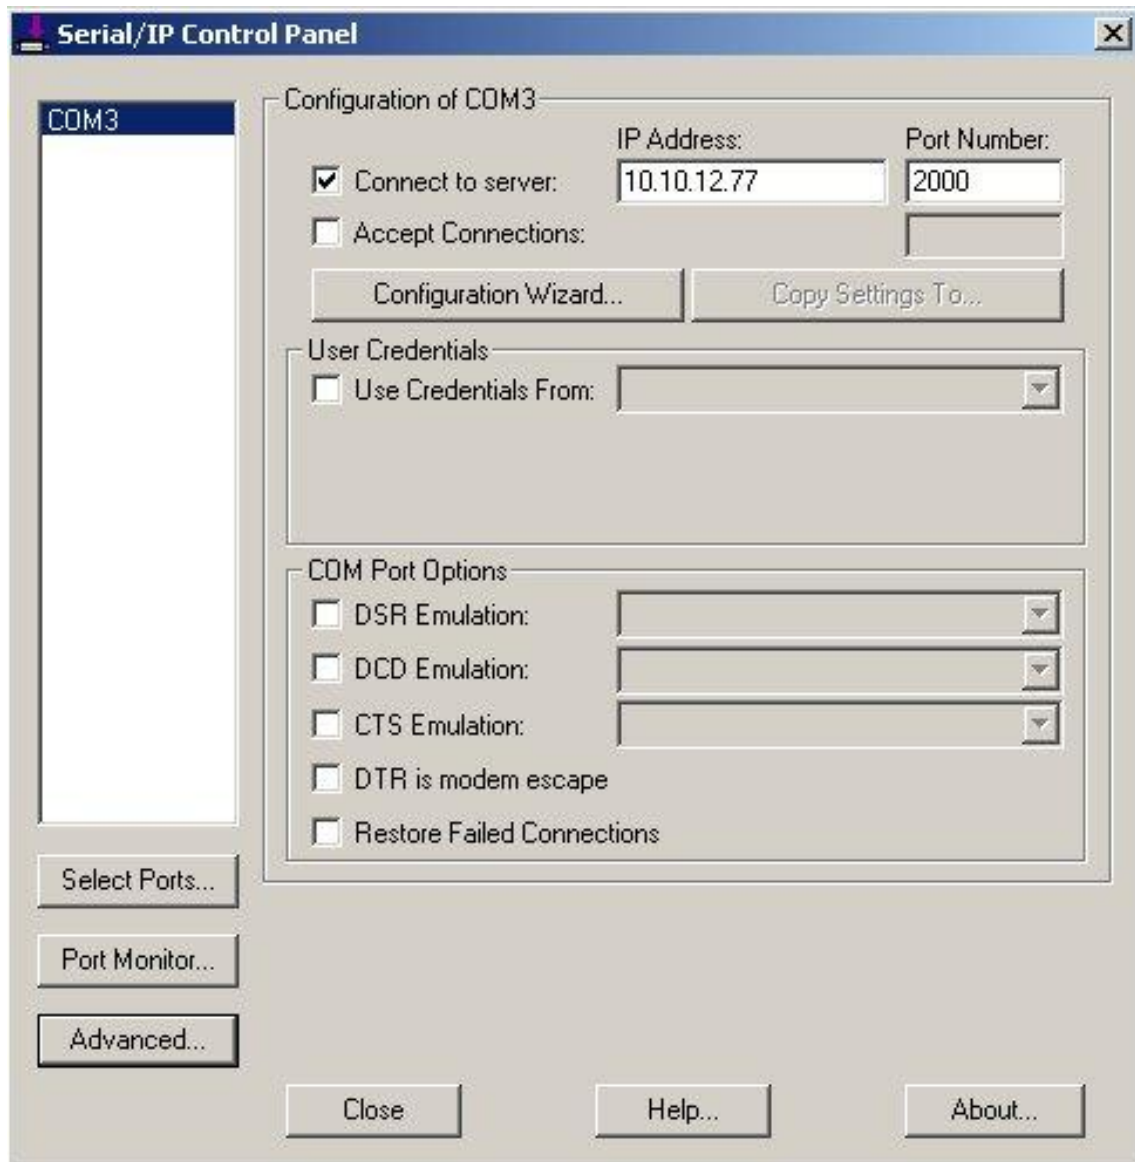 Serial/IP Control Panel
COM3
Configuration of COM3
IP Address: Port Number:
Connect to server: 10.10.12.77 2000
Accept Connections:
Configuration Wizard... Copy Settings To...
User Credentials
Use Credentials From:
COM Port Options
DSR Emulation:
DCD Emulation:
CTS Emulation:
DTR is modem escape
Restore Failed Connections
Select Ports...
Port Monitor...
Advanced...
Close Help... About...